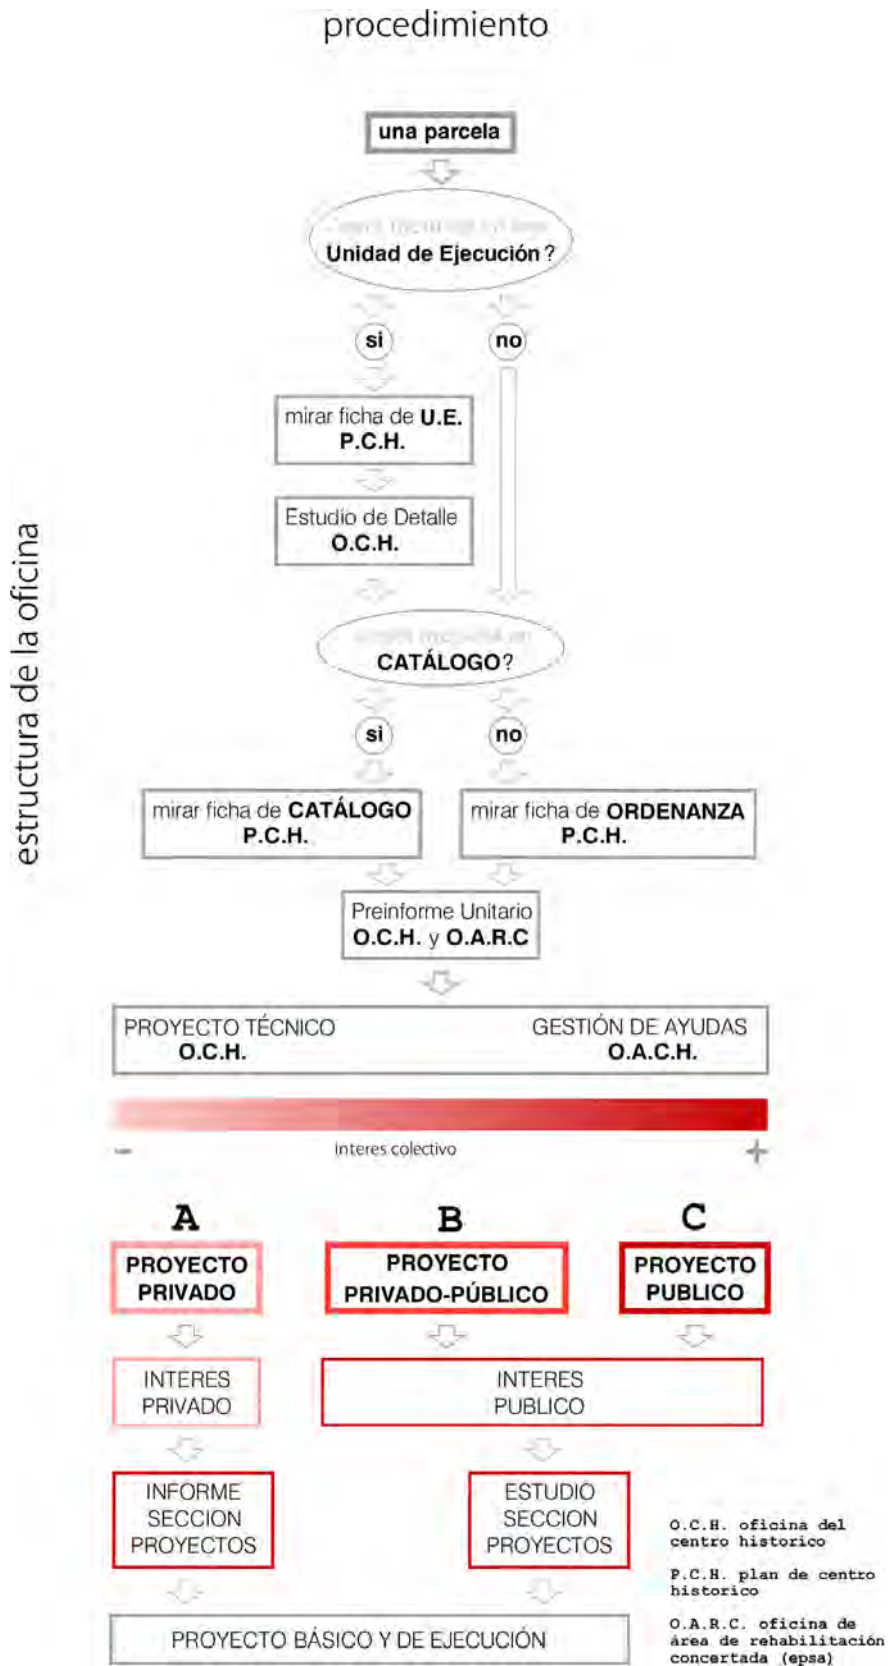 procedimiento
estructura de la oficina
una parcela
Unidad de Ejecución?
si
no
mirar ficha de U.E.
P.C.H.
Estudio de Detalle
O.C.H.
CATÁLOGO?
si
no
mirar ficha de CATÁLOGO
P.C.H.
mirar ficha de ORDENANZA
P.C.H.
Preinforme Unitario
O.C.H. y O.A.R.C
PROYECTO TÉCNICO
O.C.H.
GESTIÓN DE AYUDAS
O.A.C.H.
-
interes colectivo
+
A
B
C
PROYECTO
PRIVADO
PROYECTO
PRIVADO-PÚBLICO
PROYECTO
PUBLICO
INTERES
PRIVADO
INTERES
PUBLICO
INFORME
SECCION
PROYECTOS
ESTUDIO
SECCION
PROYECTOS
PROYECTO BÁSICO Y DE EJECUCIÓN
O.C.H. oficina del
centro historico
P.C.H. plan de centro
historico
O.A.R.C. oficina de
área de rehabilitación
concertada (epsa)